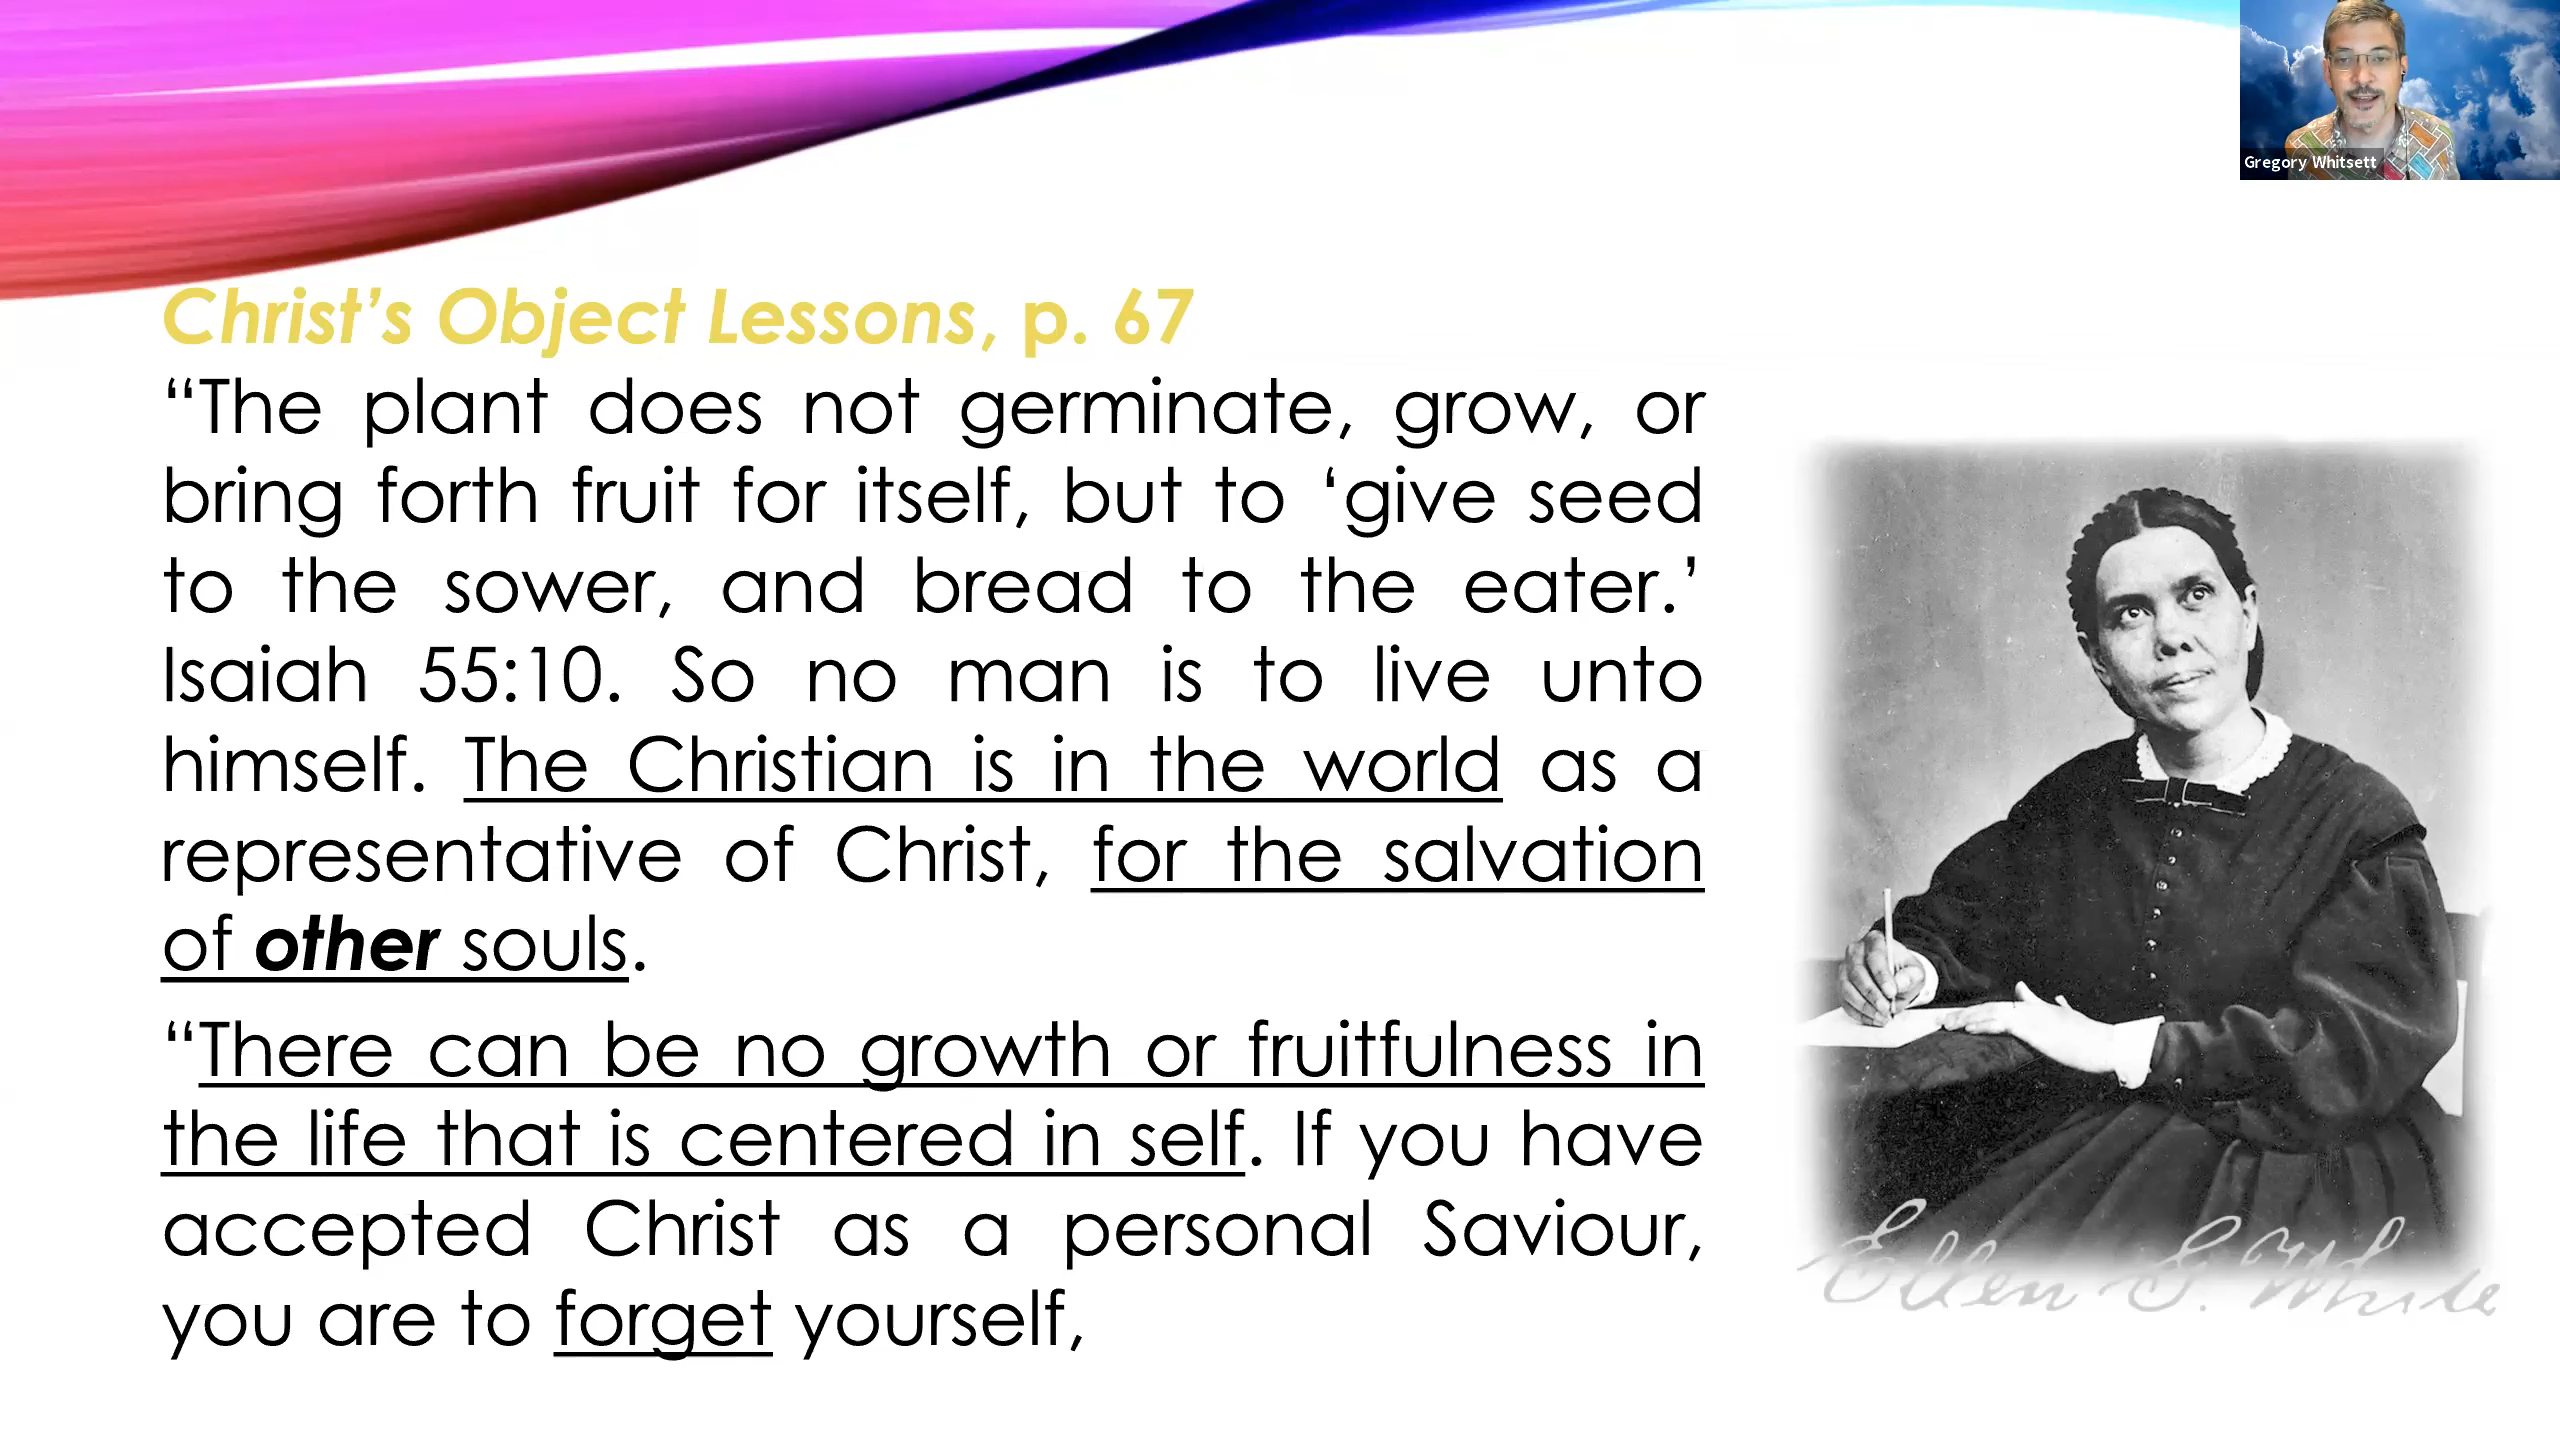 Gregory Whitsett
Christ’s Object Lessons, p. 67
“The plant does not germinate, grow, or
bring forth fruit for itself, but to ‘give seed
to the sower, and bread to the eater.’
Isaiah 55:10. So no man is to live unto
himself. The Christian is in the world as a
representative of Christ, for the salvation
of other souls.
“There can be no growth or fruitfulness in
the life that is centered in self. If you have
accepted Christ as a personal Saviour,
you are to forget yourself,
Ellen G. White